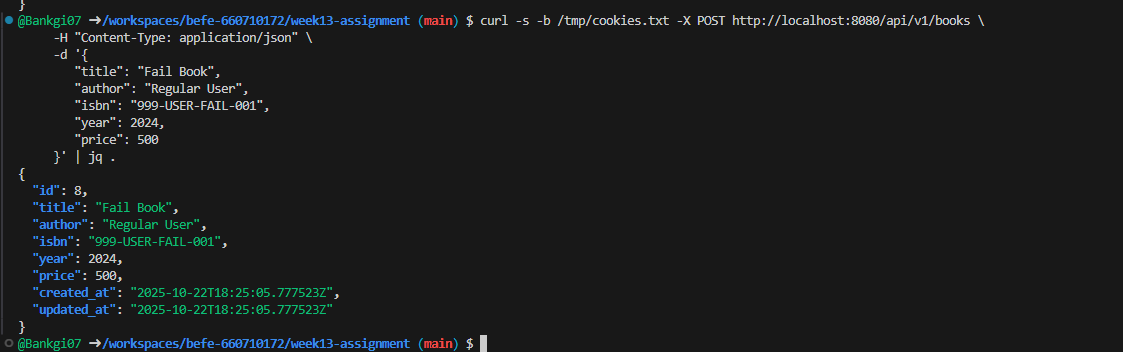 }
@Bankgi07 ➜/workspaces/befe-660710172/week13-assignment (main) $ curl -s -b /tmp/cookies.txt -X POST http://localhost:8080/api/v1/books \
-H "Content-Type: application/json" \
-d '{
"title": "Fail Book",
"author": "Regular User",
"isbn": "999-USER-FAIL-001",
"year": 2024,
"price": 500
}' | jq .
{
"id": 8,
"title": "Fail Book",
"author": "Regular User",
"isbn": "999-USER-FAIL-001",
"year": 2024,
"price": 500,
"created_at": "2025-10-22T18:25:05.777523Z",
"updated_at": "2025-10-22T18:25:05.777523Z"
}
@Bankgi07 ➜/workspaces/befe-660710172/week13-assignment (main) $